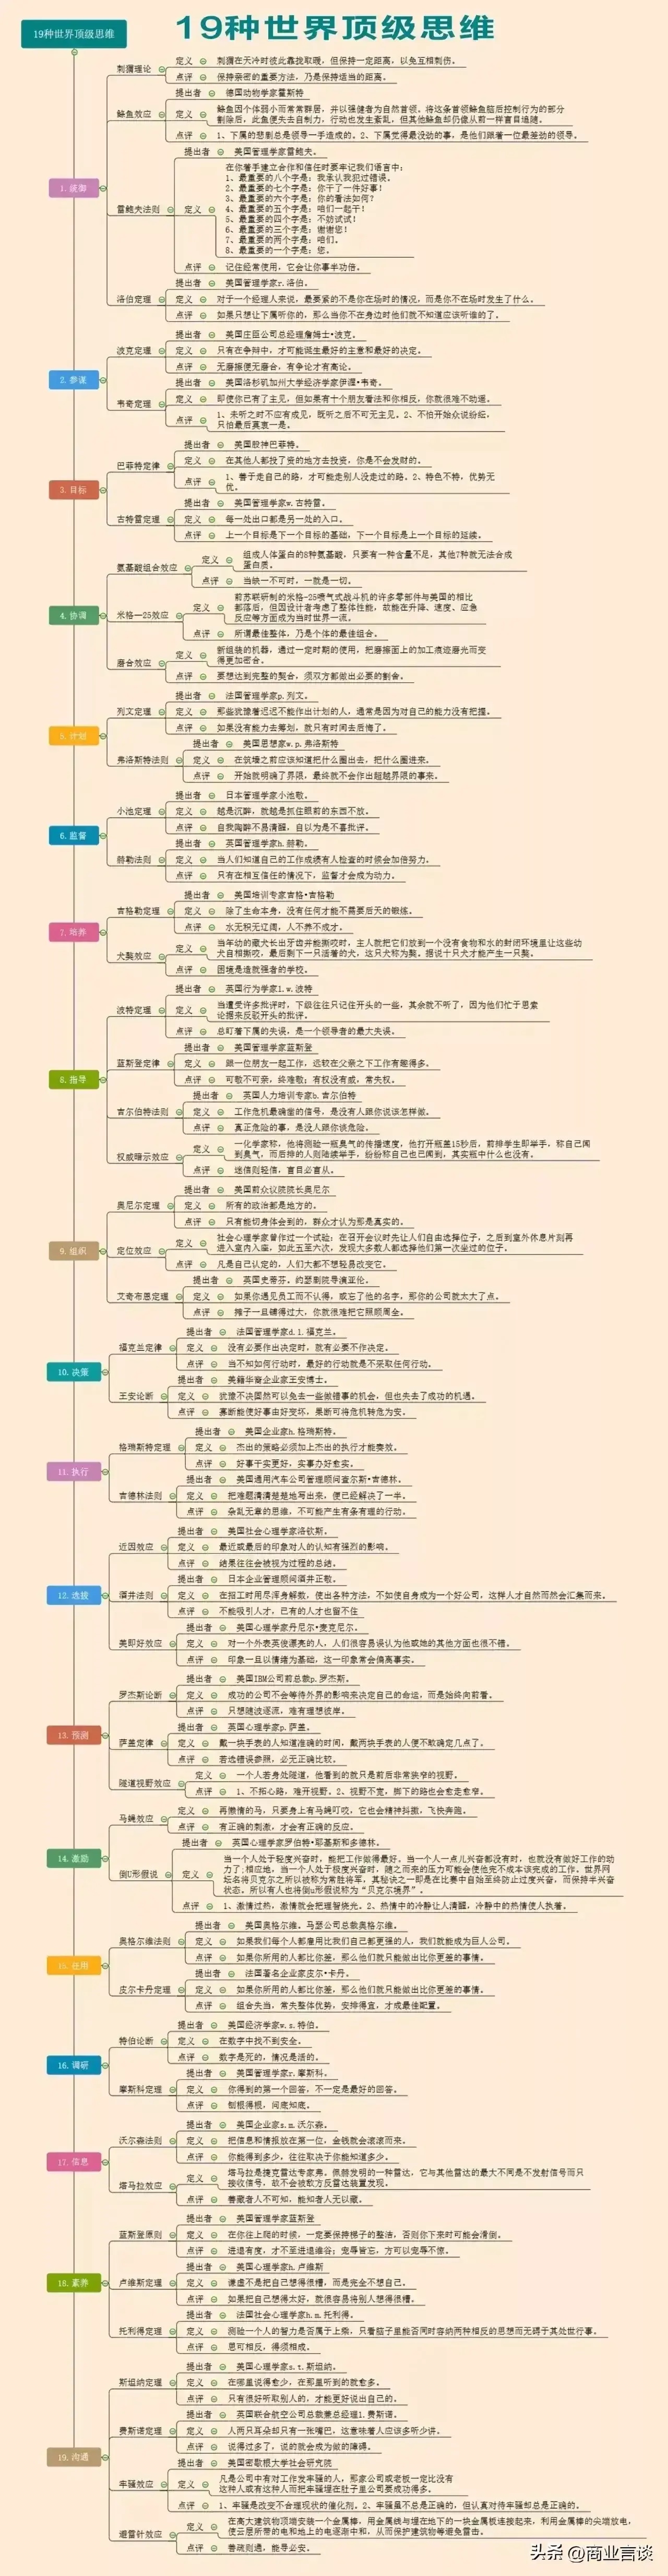 19种世界顶级思维
19种世界顶级思维
1.统御
刺猬理论
定义
刺猬在天冷时彼此靠拢取暖，但保持一定距离，以免互相刺伤。
点评
保持亲密的重要方法，乃是保持适当的距离。
鲦鱼效应
提出者
德国动物学家霍斯特
定义
鲦鱼因个体弱小而常常群居，并以强健者为自然首领。将这条首领鲦鱼脑后控制行为的部分
割除后，此鱼便失去自制力，行动也发生紊乱，但其他鲦鱼却仍像从前一样盲目追随。
点评
1、下属的悲剧总是领导一手造成的。2、下属觉得最没劲的事，是他们跟着一位最差劲的领导。
雷鲍夫法则
提出者
美国管理学家雷鲍夫。
定义
在你着手建立合作和信任时要牢记我们语言中：
1、最重要的八个字是：我承认我犯过错误。
2、最重要的七个字是：你干了一件好事！
3、最重要的六个字是：你的看法如何？
4、最重要的五个字是：咱们一起干！
5、最重要的四个字是：不妨试试！
6、最重要的三个字是：谢谢您！
7、最重要的两个字是：咱们。
8、最重要的一个字是：您。
点评
记住经常使用，它会让你事半功倍。
洛伯定理
提出者
美国管理学家r.洛伯。
定义
对于一个经理人来说，最要紧的不是你在场时的情况，而是你不在场时发生了什么。
点评
如果只想让下属听你的，那么当你不在身边时他们就不知道应该听谁的了。
2.参谋
波克定理
提出者
美国庄臣公司总经理詹姆士•波克。
定义
只有在争辩中，才可能诞生最好的主意和最好的决定。
点评
无磨擦便无磨合，有争论才有高论。
韦奇定理
提出者
美国洛杉矶加州大学经济学家伊渥•韦奇。
定义
即使你已有了主见，但如果有十个朋友看法和你相反，你就很难不动摇。
点评
1、未听之时不应有成见，既听之后不可无主见。2、不怕开始众说纷纭，
只怕最后莫衷一是。
3.目标
巴菲特定律
提出者
美国股神巴菲特。
定义
在其他人都投了资的地方去投资，你是不会发财的。
点评
1、善于走自己的路，才可能走别人没走过的路。2、特色不特，优势无
优。
古特雷定理
提出者
美国管理学家w.古特雷。
定义
每一处出口都是另一处的入口。
点评
上一个目标是下一个目标的基础，下一个目标是上一个目标的延续。
4.协调
氨基酸组合效应
定义
组成人体蛋白的8种氨基酸，只要有一种含量不足，其他7种就无法合成
蛋白质。
点评
当缺一不可时，一就是一切。
米格一25效应
定义
前苏联研制的米格-25喷气式战斗机的许多零部件与美国的相比
都落后，但因设计者考虑了整体性能，故能在升降、速度、应急
反应等方面成为当时世界一流。
点评
所谓最佳整体，乃是个体的最佳组合。
磨合效应
定义
新组装的机器，通过一定时期的使用，把磨擦面上的加工痕迹磨光而变
得更加密合。
点评
要想达到完整的契合，须双方都做出必要的割舍。
5.计划
列文定理
提出者
法国管理学家p.列文。
定义
那些犹豫着迟迟不能作出计划的人，通常是因为对自己的能力没有把握。
点评
如果没有能力去筹划，就只有时间去后悔了。
弗洛斯特法则
提出者
美国思想家w.p.弗洛斯特
定义
在筑墙之前应该知道把什么圈出去，把什么圈进来。
点评
开始就明确了界限，最终就不会作出超越界限的事来。
6.监督
小池定理
提出者
日本管理学家小池敬。
定义
越是沉醉，就越是抓住眼前的东西不放。
点评
自我陶醉不易清醒，自以为是不喜批评。
赫勒法则
提出者
英国管理学家h.赫勒。
定义
当人们知道自己的工作成绩有人检查的时候会加倍努力。
点评
只有在相互信任的情况下，监督才会成为动力。
7.培养
吉格勒定理
提出者
美国培训专家吉格•吉格勒
定义
除了生命本身，没有任何才能不需要后天的锻炼。
点评
水无积无辽阔，人不养不成才。
犬獒效应
定义
当年幼的藏犬长出牙齿并能撕咬时，主人就把它们放到一个没有食物和水的封闭环境里让这些幼
犬自相撕咬，最后剩下一只活着的犬，这只犬称为獒。据说十只犬才能产生一只獒。
点评
困境是造就强者的学校。
8.指导
波特定理
提出者
英国行为学家l.w.波特
定义
当遭受许多批评时，下级往往只记住开头的一些，其余就不听了，因为他们忙于思索
论据来反驳开头的批评。
点评
总盯着下属的失误，是一个领导者的最大失误。
蓝斯登定律
提出者
美国管理学家蓝斯登
定义
跟一位朋友一起工作，远较在父亲之下工作有趣得多。
点评
可敬不可亲，终难敬；有权没有威，常失权。
吉尔伯特法则
提出者
英国人力培训专家b.吉尔伯特
定义
工作危机最确凿的信号，是没有人跟你说该怎样做。
点评
真正危险的事，是没人跟你谈危险。
权威暗示效应
定义
一化学家称，他将测验一瓶臭气的传播速度，他打开瓶盖15秒后，前排学生即举手，称自己闻
到臭气，而后排的人则陆续举手，纷纷称自己也已闻到，其实瓶中什么也没有。
点评
迷信则轻信，盲目必盲从。
9.组织
奥尼尔定理
提出者
美国前众议院院长奥尼尔
定义
所有的政治都是地方的。
点评
只有能切身体会到的，群众才认为那是真实的。
定位效应
定义
社会心理学家曾作过一个试验：在召开会议时先让人们自由选择位子，之后到室外休息片刻再
进入室内入座，如此五至六次，发现大多数人都选择他们第一次坐过的位子。
点评
凡是自己认定的，人们大都不想轻易改变它。
艾奇布恩定理
提出者
英国史蒂芬。约瑟剧院导演亚伦。
定义
如果你遇见员工而不认得，或忘了他的名字，那你的公司就太大了点。
点评
摊子一旦铺得过大，你就很难把它照顾周全。
10.决策
福克兰定律
提出者
法国管理学家d.l.福克兰。
定义
没有必要作出决定时，就有必要不作决定。
点评
当不知如何行动时，最好的行动就是不采取任何行动。
王安论断
提出者
美籍华裔企业家王安博士。
定义
犹豫不决固然可以免去一些做错事的机会，但也失去了成功的机遇。
点评
寡断能使好事由好变坏，果断可将危机转危为安。
11.执行
格瑞斯特定理
提出者
美国企业家h.格瑞斯特。
定义
杰出的策略必须加上杰出的执行才能奏效。
点评
好事干实更好，实事办好愈实。
吉德林法则
提出者
美国通用汽车公司管理顾问查尔斯•吉德林。
定义
把难题清清楚楚地写出来，便已经解决了一半。
点评
杂乱无章的思维，不可能产生有条有理的行动。
12.选拔
近因效应
提出者
美国社会心理学家洛钦斯。
定义
最近或最后的印象对人的认知有强烈的影响。
点评
结果往往会被视为过程的总结。
酒井法则
提出者
日本企业管理顾问酒井正敬。
定义
在招工时用尽浑身解数，使出各种方法，不如使自身成为一个好公司，这样人才自然而然会汇集而来。
点评
不能吸引人才，已有的人才也留不住
美即好效应
提出者
美国心理学家丹尼尔•麦克尼尔。
定义
对一个外表英俊漂亮的人，人们很容易误认为他或她的其他方面也很不错。
点评
印象一旦以情绪为基础，这一印象常会偏离事实。
13.预测
罗杰斯论断
提出者
美国IBM公司前总裁p.罗杰斯。
定义
成功的公司不会等待外界的影响来决定自己的命运，而是始终向前看。
点评
只想随波逐流，难有理想彼岸。
萨盖定律
提出者
英国心理学家p.萨盖。
定义
戴一块手表的人知道准确的时间，戴两块手表的人便不敢确定几点了。
点评
若选错误参照，必无正确比较。
隧道视野效应
定义
一个人若身处隧道，他看到的就只是前后非常狭窄的视野。
点评
1、不拓心路，难开视野。2、视野不宽，脚下的路也会愈走愈窄。
14.激励
马蝇效应
定义
再懒惰的马，只要身上有马蝇叮咬，它也会精神抖擞，飞快奔跑。
点评
有正确的刺激，才会有正确的反应。
倒U形假说
提出者
英国心理学家罗伯特•耶基斯和多德林。
定义
当一个人处于轻度兴奋时，能把工作做得最好。当一个人一点儿兴奋都没有时，也就没有做好工作的动
力了；相应地，当一个人处于极度兴奋时，随之而来的压力可能会使他完不成本该完成的工作。世界网
坛名将贝克尔之所以被称为常胜将军，其秘诀之一即是在比赛中自始至终防止过度兴奋，而保持半兴奋
状态。所以有人也将倒u形假说称为“贝克尔境界”。
点评
1、激情过热，激情就会把理智烧光。2、热情中的冷静让人清醒，冷静中的热情使人执着。
15.任用
奥格尔维法则
提出者
美国奥格尔维。马瑟公司总裁奥格尔维。
定义
如果我们每个人都雇用比我们自己都更强的人，我们就能成为巨人公司。
点评
如果你所用的人都比你差，那么他们就只能做出比你更差的事情。
皮尔卡丹定理
提出者
法国著名企业家皮尔•卡丹。
定义
如果你所用的人都比你差，那么他们就只能做出比你更差的事情。
点评
组合失当，常失整体优势，安排得宜，才成最佳配置。
16.调研
特伯论断
提出者
美国经济学家w.s.特伯。
定义
在数字中找不到安全。
点评
数字是死的，情况是活的。
摩斯科定理
提出者
美国管理学家r.摩斯科。
定义
你得到的第一个回答，不一定是最好的回答。
点评
刨根得根，问底知底。
17.信息
沃尔森法则
提出者
美国企业家s.m.沃尔森。
定义
把信息和情报放在第一位，金钱就会滚滚而来。
点评
你能得到多少，往往取决于你能知道多少。
塔马拉效应
定义
塔马拉是捷克雷达专家弗。佩赫发明的一种雷达，它与其他雷达的最大不同是不发射信号而只
接收信号，故不会被敌方反雷达装置发现。
点评
善藏者人不可知，能知者人无以藏。
18.素养
蓝斯登原则
提出者
美国管理学家蓝斯登
定义
在你往上爬的时候，一定要保持梯子的整洁，否则你下来时可能会滑倒。
点评
进退有度，才不至进退维谷；宠辱皆忘，方可以宠辱不惊。
卢维斯定理
提出者
美国心理学家h.卢维斯
定义
谦虚不是把自己想得很糟，而是完全不想自己。
点评
如果把自己想得太好，就很容易将别人想得很糟。
托利得定理
提出者
法国社会心理学家h.m.托利得。
定义
测验一个人的智力是否属于上乘，只看脑子里能否同时容纳两种相反的思想而无碍于其处世行事。
点评
思可相反，得须相成。
19.沟通
斯坦纳定理
提出者
美国心理学家s.t.斯坦纳。
定义
在哪里说得愈少，在那里听到的就愈多。
点评
只有很好听取别人的，才能更好说出自己的。
费斯诺定理
提出者
英国联合航空公司总裁兼总经理l.费斯诺。
定义
人两只耳朵却只有一张嘴巴，这意味着人应该多听少讲。
点评
说得过多了，说的就会成为做的障碍。
牢骚效应
提出者
美国密歇根大学社会研究院
定义
凡是公司中有对工作发牢骚的人，那家公司或老板一定比没有
这种人或有这种人而把牢骚埋在肚子里公司要成功得多。
点评
1、牢骚是改变不合理现状的催化剂。2、牢骚虽不总是正确的，但认真对待牢骚却总是正确的。
避雷针效应
定义
在高大建筑物顶端安装一个金属棒，用金属线与埋在地下的一块金属板连接起来，利用金属棒的尖端放电，
使云层所带的电和地上的电逐渐中和，从而保护建筑物等避免雷击。
点评
善疏则通，能导必安。
头条 @商业言谈